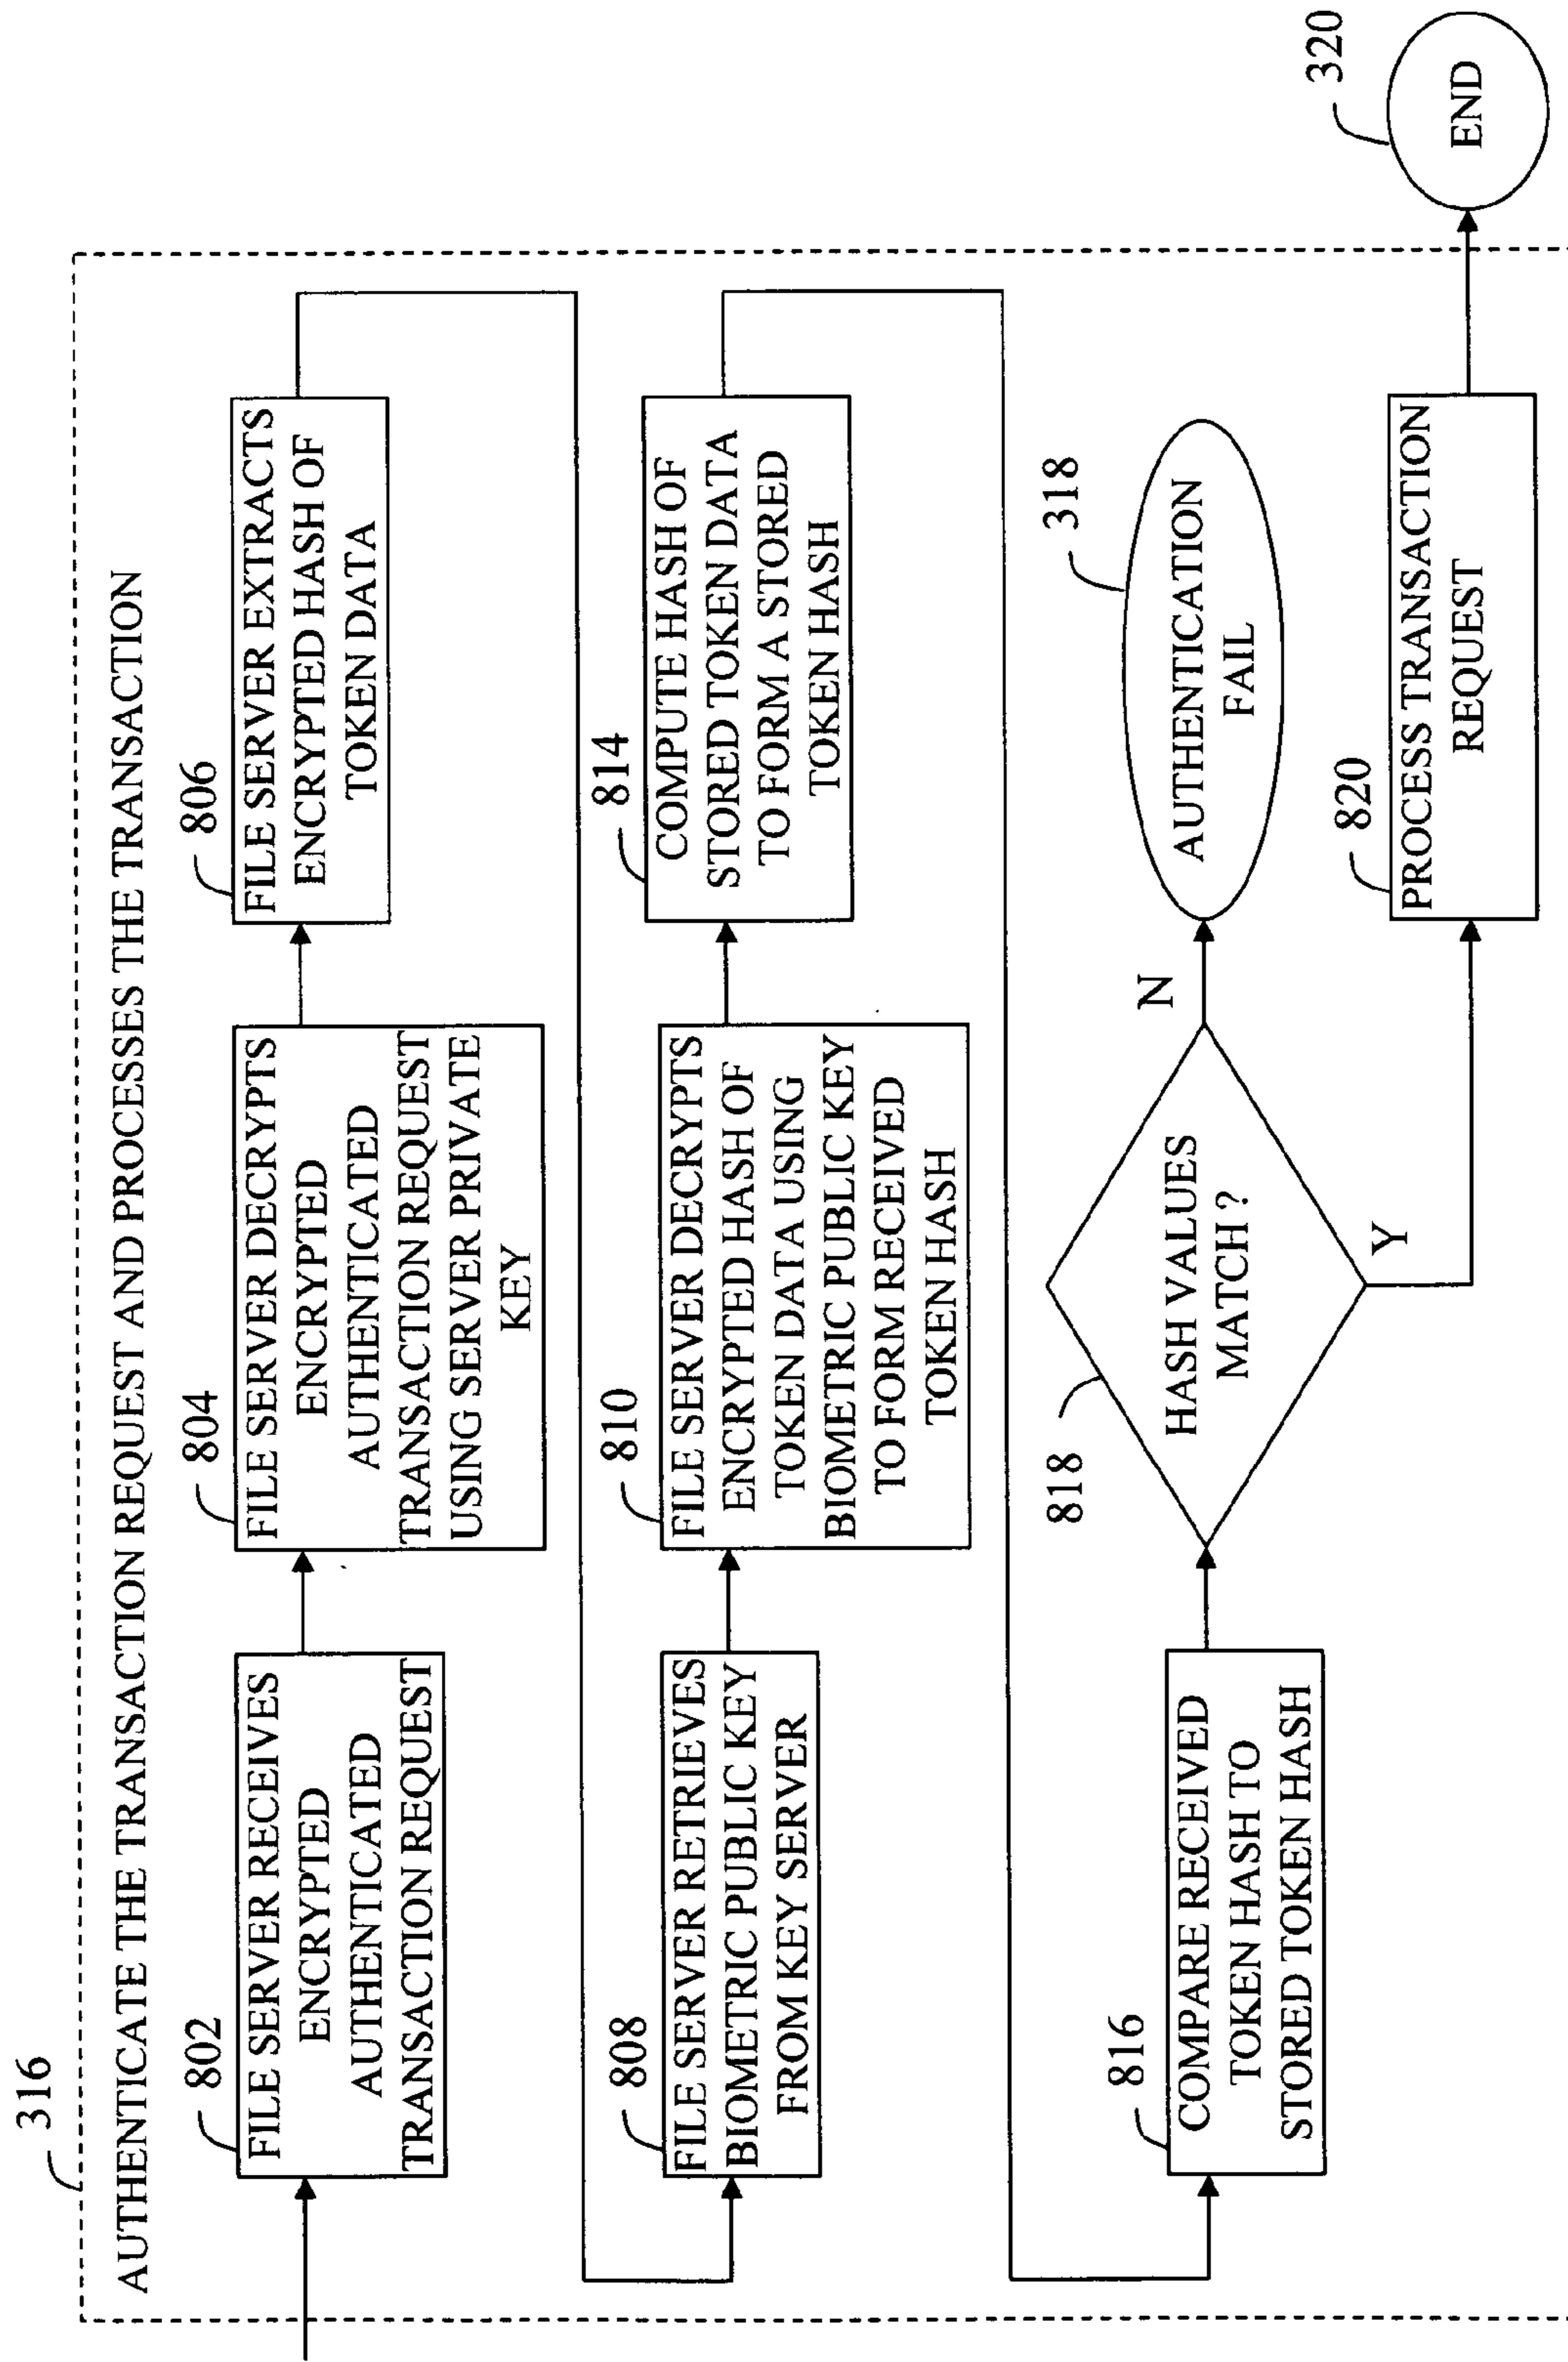 316
AUTHENTICATE THE TRANSACTION REQUEST AND PROCESSES THE TRANSACTION
802
FILE SERVER RECEIVES
ENCRYPTED
AUTHENTICATED
TRANSACTION REQUEST
804
FILE SERVER DECRYPTS
ENCRYPTED
AUTHENTICATED
TRANSACTION REQUEST
USING SERVER PRIVATE
KEY
806
FILE SERVER EXTRACTS
ENCRYPTED HASH OF
TOKEN DATA
808
FILE SERVER RETRIEVES
BIOMETRIC PUBLIC KEY
FROM KEY SERVER
810
FILE SERVER DECRYPTS
ENCRYPTED HASH OF
TOKEN DATA USING
BIOMETRIC PUBLIC KEY
TO FORM RECEIVED
TOKEN HASH
814
COMPUTE HASH OF
STORED TOKEN DATA
TO FORM A STORED
TOKEN HASH
816
COMPARE RECEIVED
TOKEN HASH TO
STORED TOKEN HASH
818
HASH VALUES
MATCH ?
N
318
AUTHENTICATION
FAIL
Y
820
PROCESS TRANSACTION
REQUEST
320
END